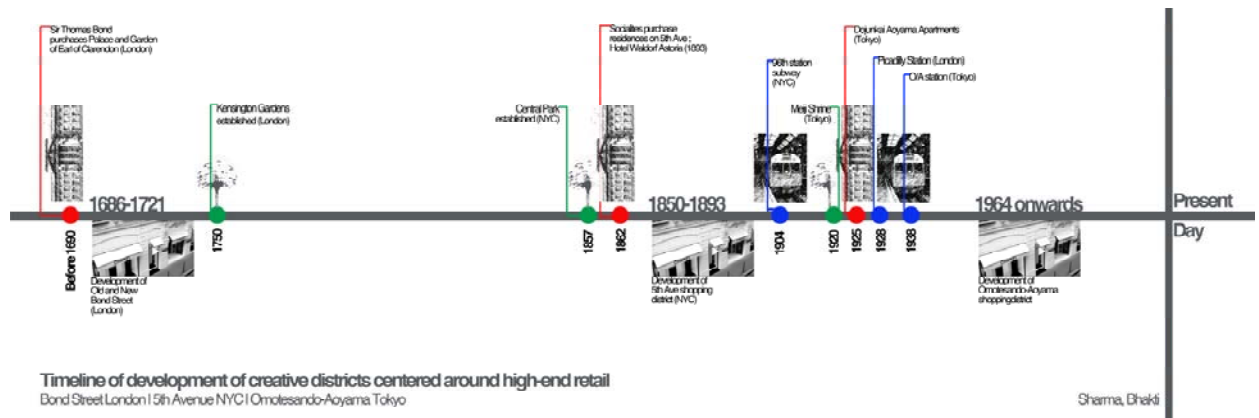 Sir Thomas Bond
purchases Palace and Garden
of Earl of Clarendon (London)
Kensington Gardens
established (London)
Central Park
established (NYC)
Socialites purchase
residences on 5th Ave ;
Hotel Waldorf Astoria (1893)
96th station
subway
(NYC)
Meiji Shrine
(Tokyo)
Dojunkai Aoyama Apartments
(Tokyo)
Picadilly Station (London)
O/A station (Tokyo)
1686-1721
1850-1893
1964 onwards
Present
Day
Before 1690
1750
1857
1862
1904
1920
1925
1928
1938
Development of
Old and New
Bond Street
(London)
Development of
5th Ave shopping
district (NYC)
Development of
Omotesando-Aoyama
shopping district
Timeline of development of creative districts centered around high-end retail
Bond Street London I 5th Avenue NYC I Omotesando-Aoyama Tokyo
Sharma, Bhakti